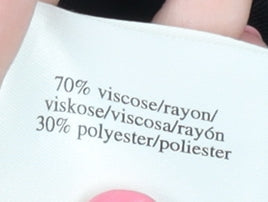 70% viscose/rayon/
viskose/viscosa/rayón
30% polyester/poliester